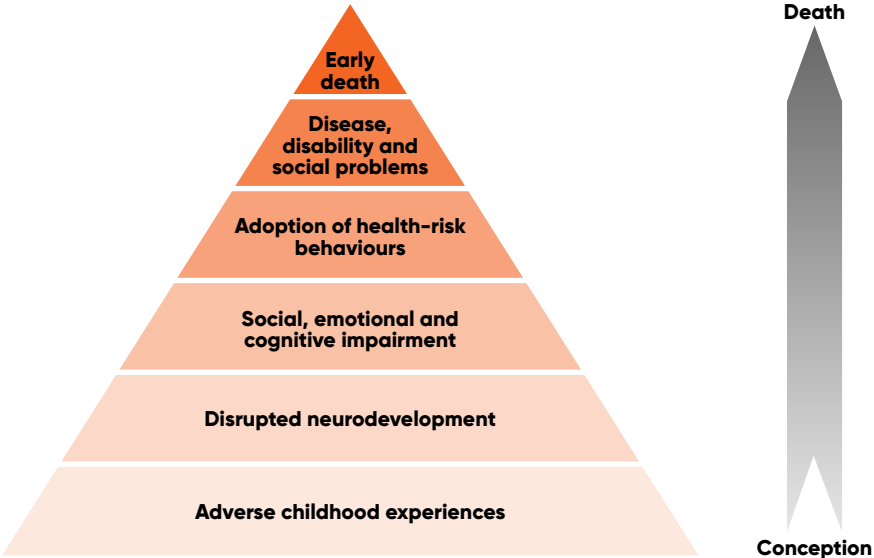 Death
Early
death
Disease,
disability and
social problems
Adoption of health-risk
behaviours
Social, emotional and
cognitive impairment
Disrupted neurodevelopment
Adverse childhood experiences
Conception